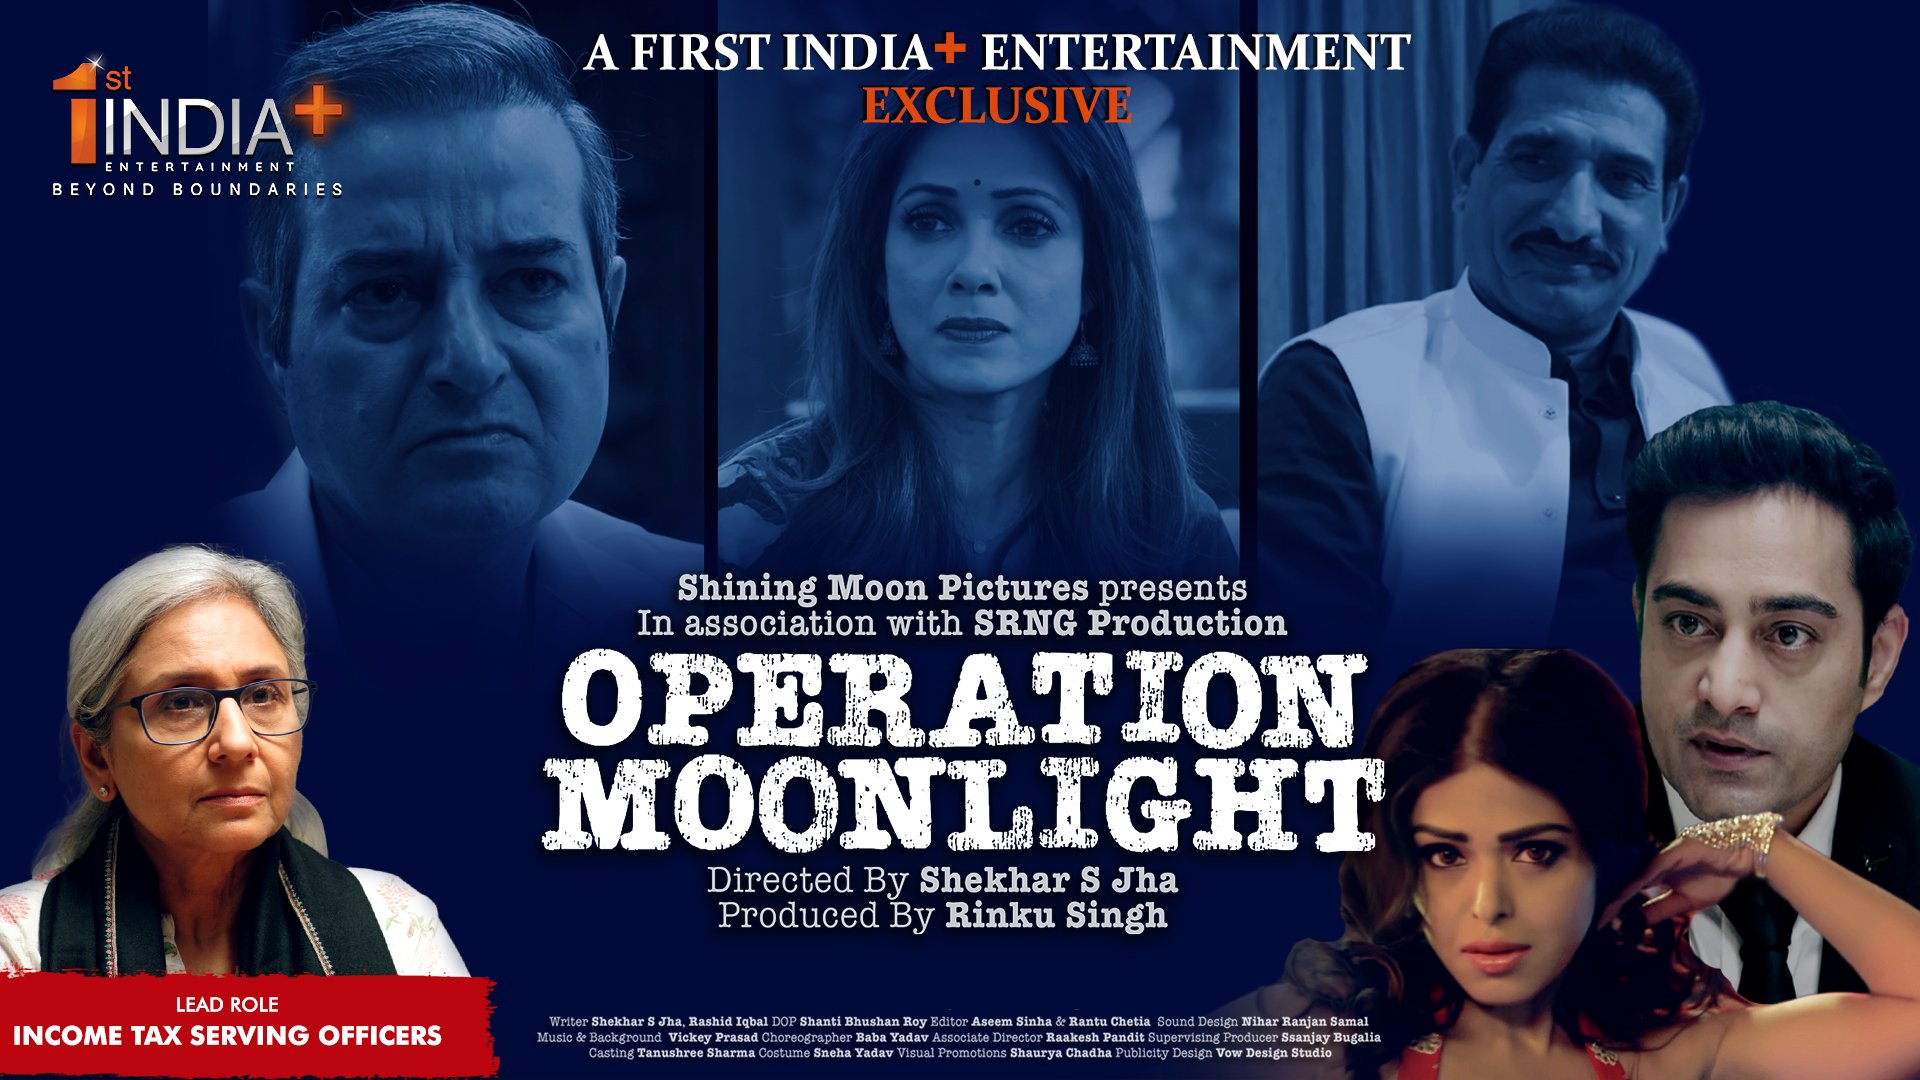 1st
INDIA+
ENTERTAINMENT
BEYOND BOUNDARIES
A FIRST INDIA+ ENTERTAINMENT
EXCLUSIVE
Shining Moon Pictures presents
In association with SRNG Production
OPERATION
MOONLIGHT
Directed By Shekhar S Jha
Produced By Rinku Singh
LEAD ROLE
INCOME TAX SERVING OFFICERS
Writer Shekhar S Jha, Rashid Iqbal DOP Shanti Bhushan Roy Editor Aseem Sinha & Rantu Chetia Sound Design Nihar Ranjan Samal
Music & Background Vickey Prasad Choreographer Baba Yadav Associate Director Raakesh Pandit Supervising Producer Ssanjay Bugalia
Casting Tanushree Sharma Costume Sneha Yadav Visual Promotions Shaurya Chadha Publicity Design Vow Design Studio